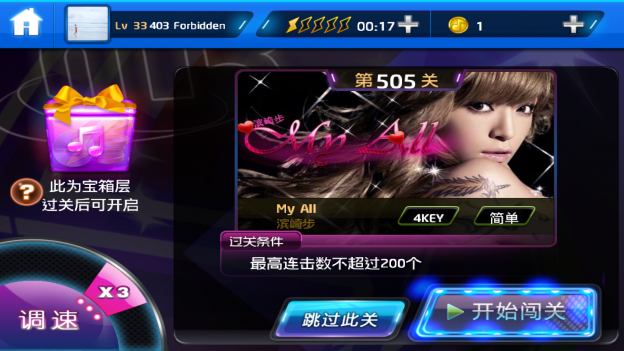 Lv 33 403 Forbidden
00:17
1
第505关
滨崎步
My All
此为宝箱层
过关后可开启
My All
滨崎步
4KEY
简单
过关条件
最高连击数不超过200个
X3
调速
跳过此关
开始闯关